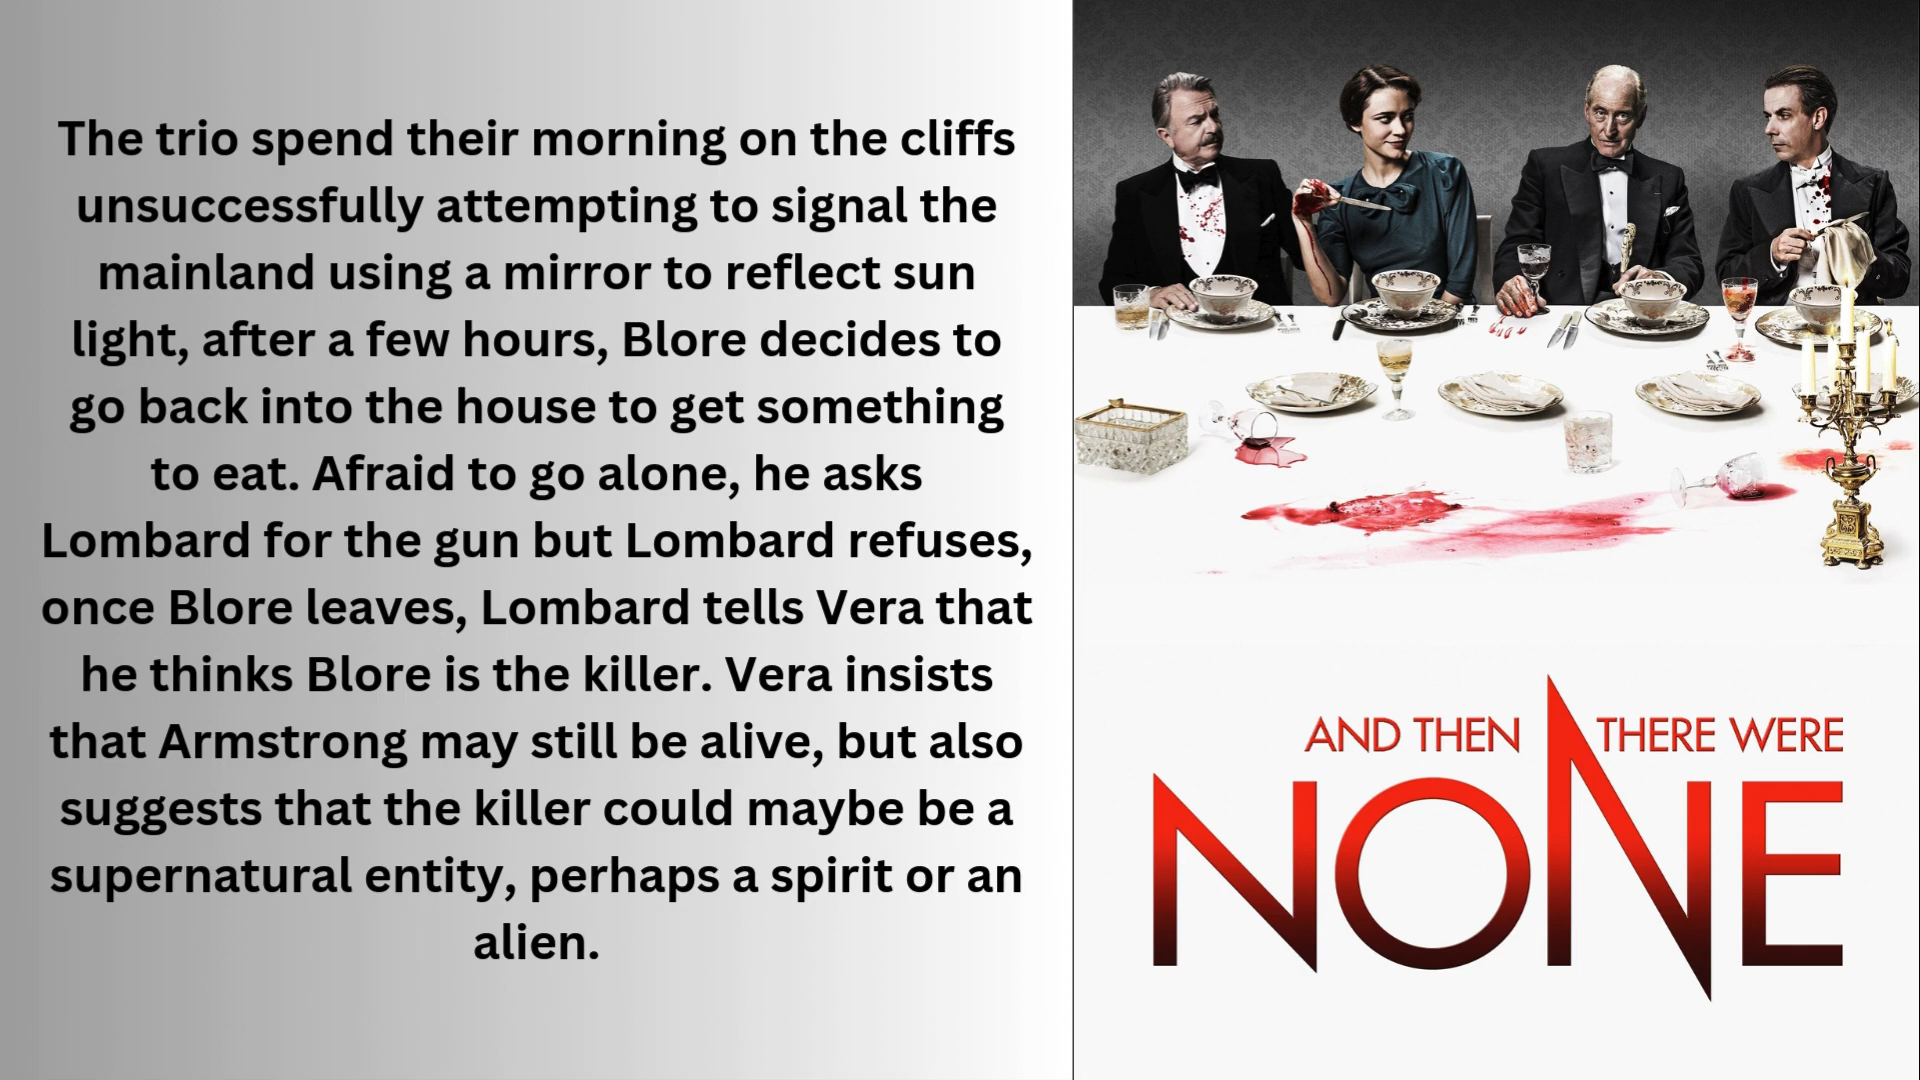 The trio spend their morning on the cliffs
unsuccessfully attempting to signal the
mainland using a mirror to reflect sun
light, after a few hours, Blore decides to
go back into the house to get something
to eat. Afraid to go alone, he asks
Lombard for the gun but Lombard refuses,
once Blore leaves, Lombard tells Vera that
he thinks Blore is the killer. Vera insists
that Armstrong may still be alive, but also
suggests that the killer could maybe be a
supernatural entity, perhaps a spirit or an
alien.
AND THEN THERE WERE
NONE